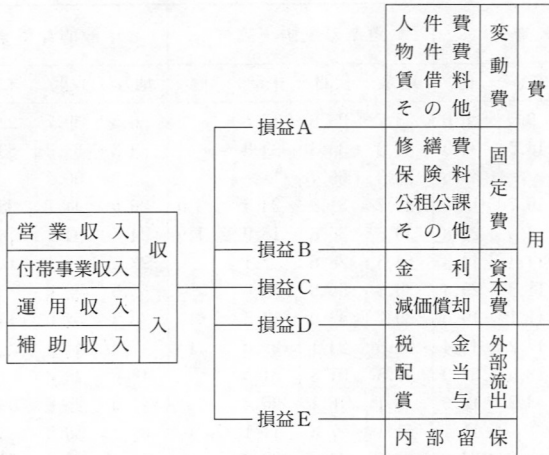 営業収入
付帯事業収入
運用収入
補助収入
収入
損益A
損益B
損益C
損益D
損益E
人件費
物件費
賃借料
その他
変動費
修繕費
保険料
公租公課
その他
固定費
金利
減価償却
資本費
費用
税金
配当
賞与
外部流出
内部留保